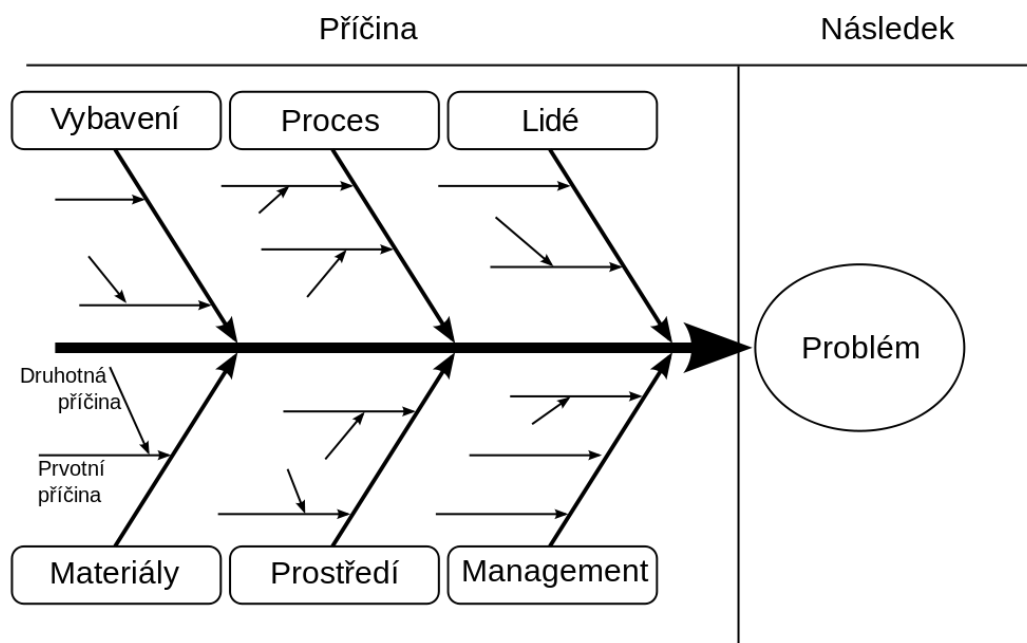 Příčina
Následek
Vybavení
Proces
Lidé
Problém
Druhotná
příčina
Prvotní
příčina
Materiály
Prostředí
Management